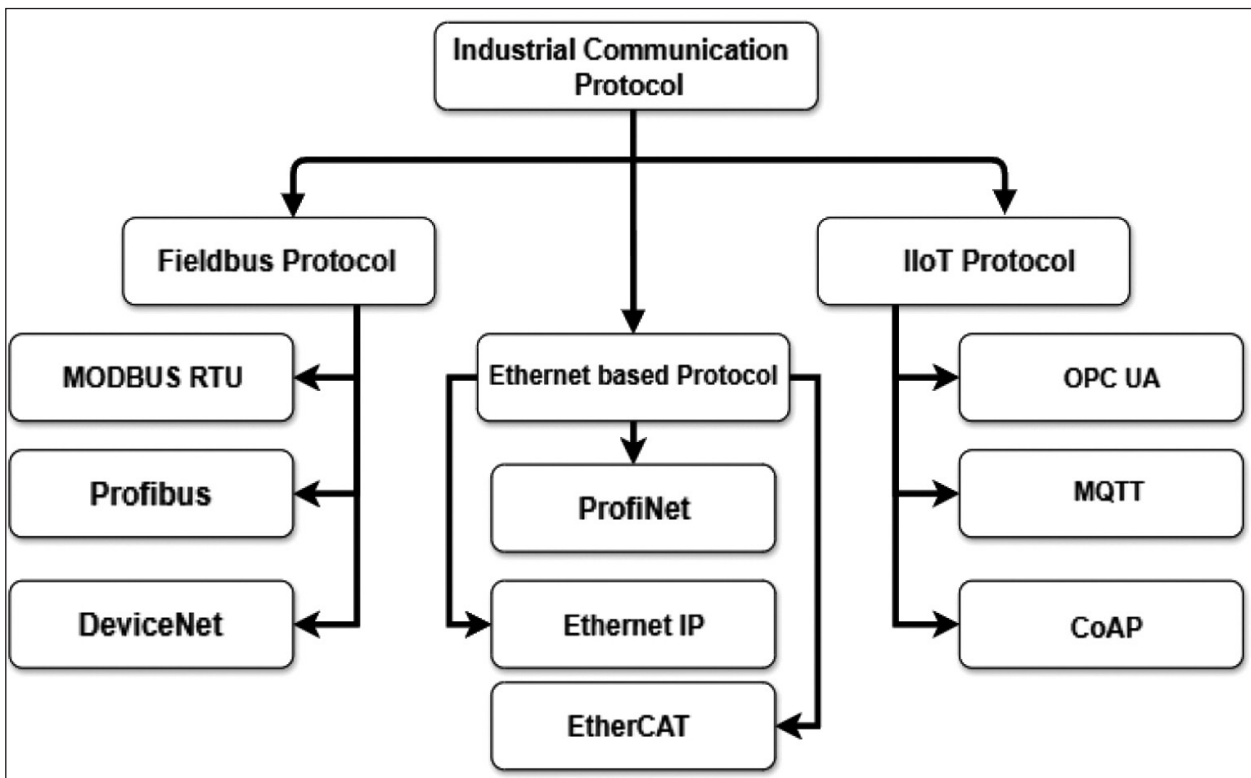 Industrial Communication
Protocol
Fieldbus Protocol
IIoT Protocol
MODBUS RTU
Ethernet based Protocol
OPC UA
Profibus
ProfiNet
MQTT
DeviceNet
Ethernet IP
CoAP
EtherCAT